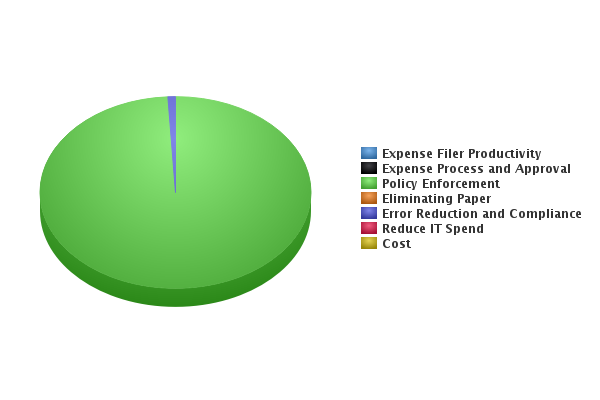 Expense Filer Productivity
Expense Process and Approval
Policy Enforcement
Eliminating Paper
Error Reduction and Compliance
Reduce IT Spend
Cost